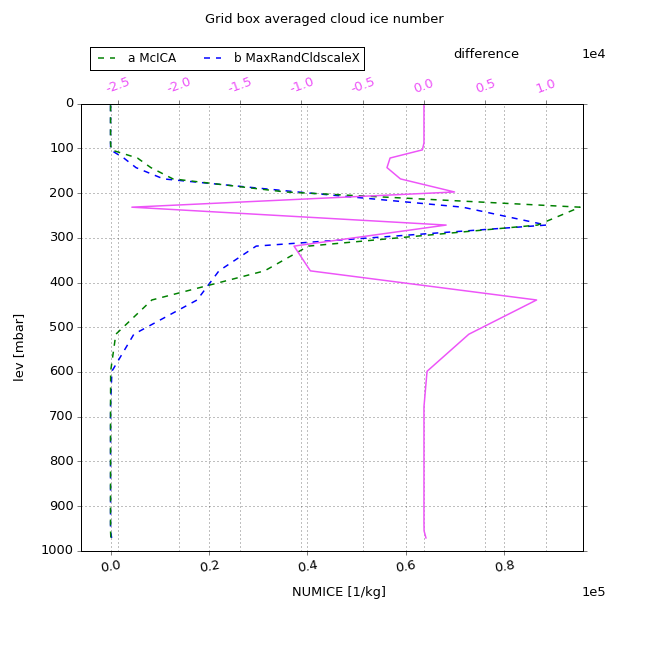 Grid box averaged cloud ice number
a McICA
b MaxRandCldscaleX
difference
1e4
-2.5 -2.0 -1.5 -1.0 -0.5 0.0 0.5 1.0
0
100
200
300
400
500
600
700
800
900
1000
lev [mbar]
0.0 0.2 0.4 0.6 0.8
NUMICE [1/kg]
1e5